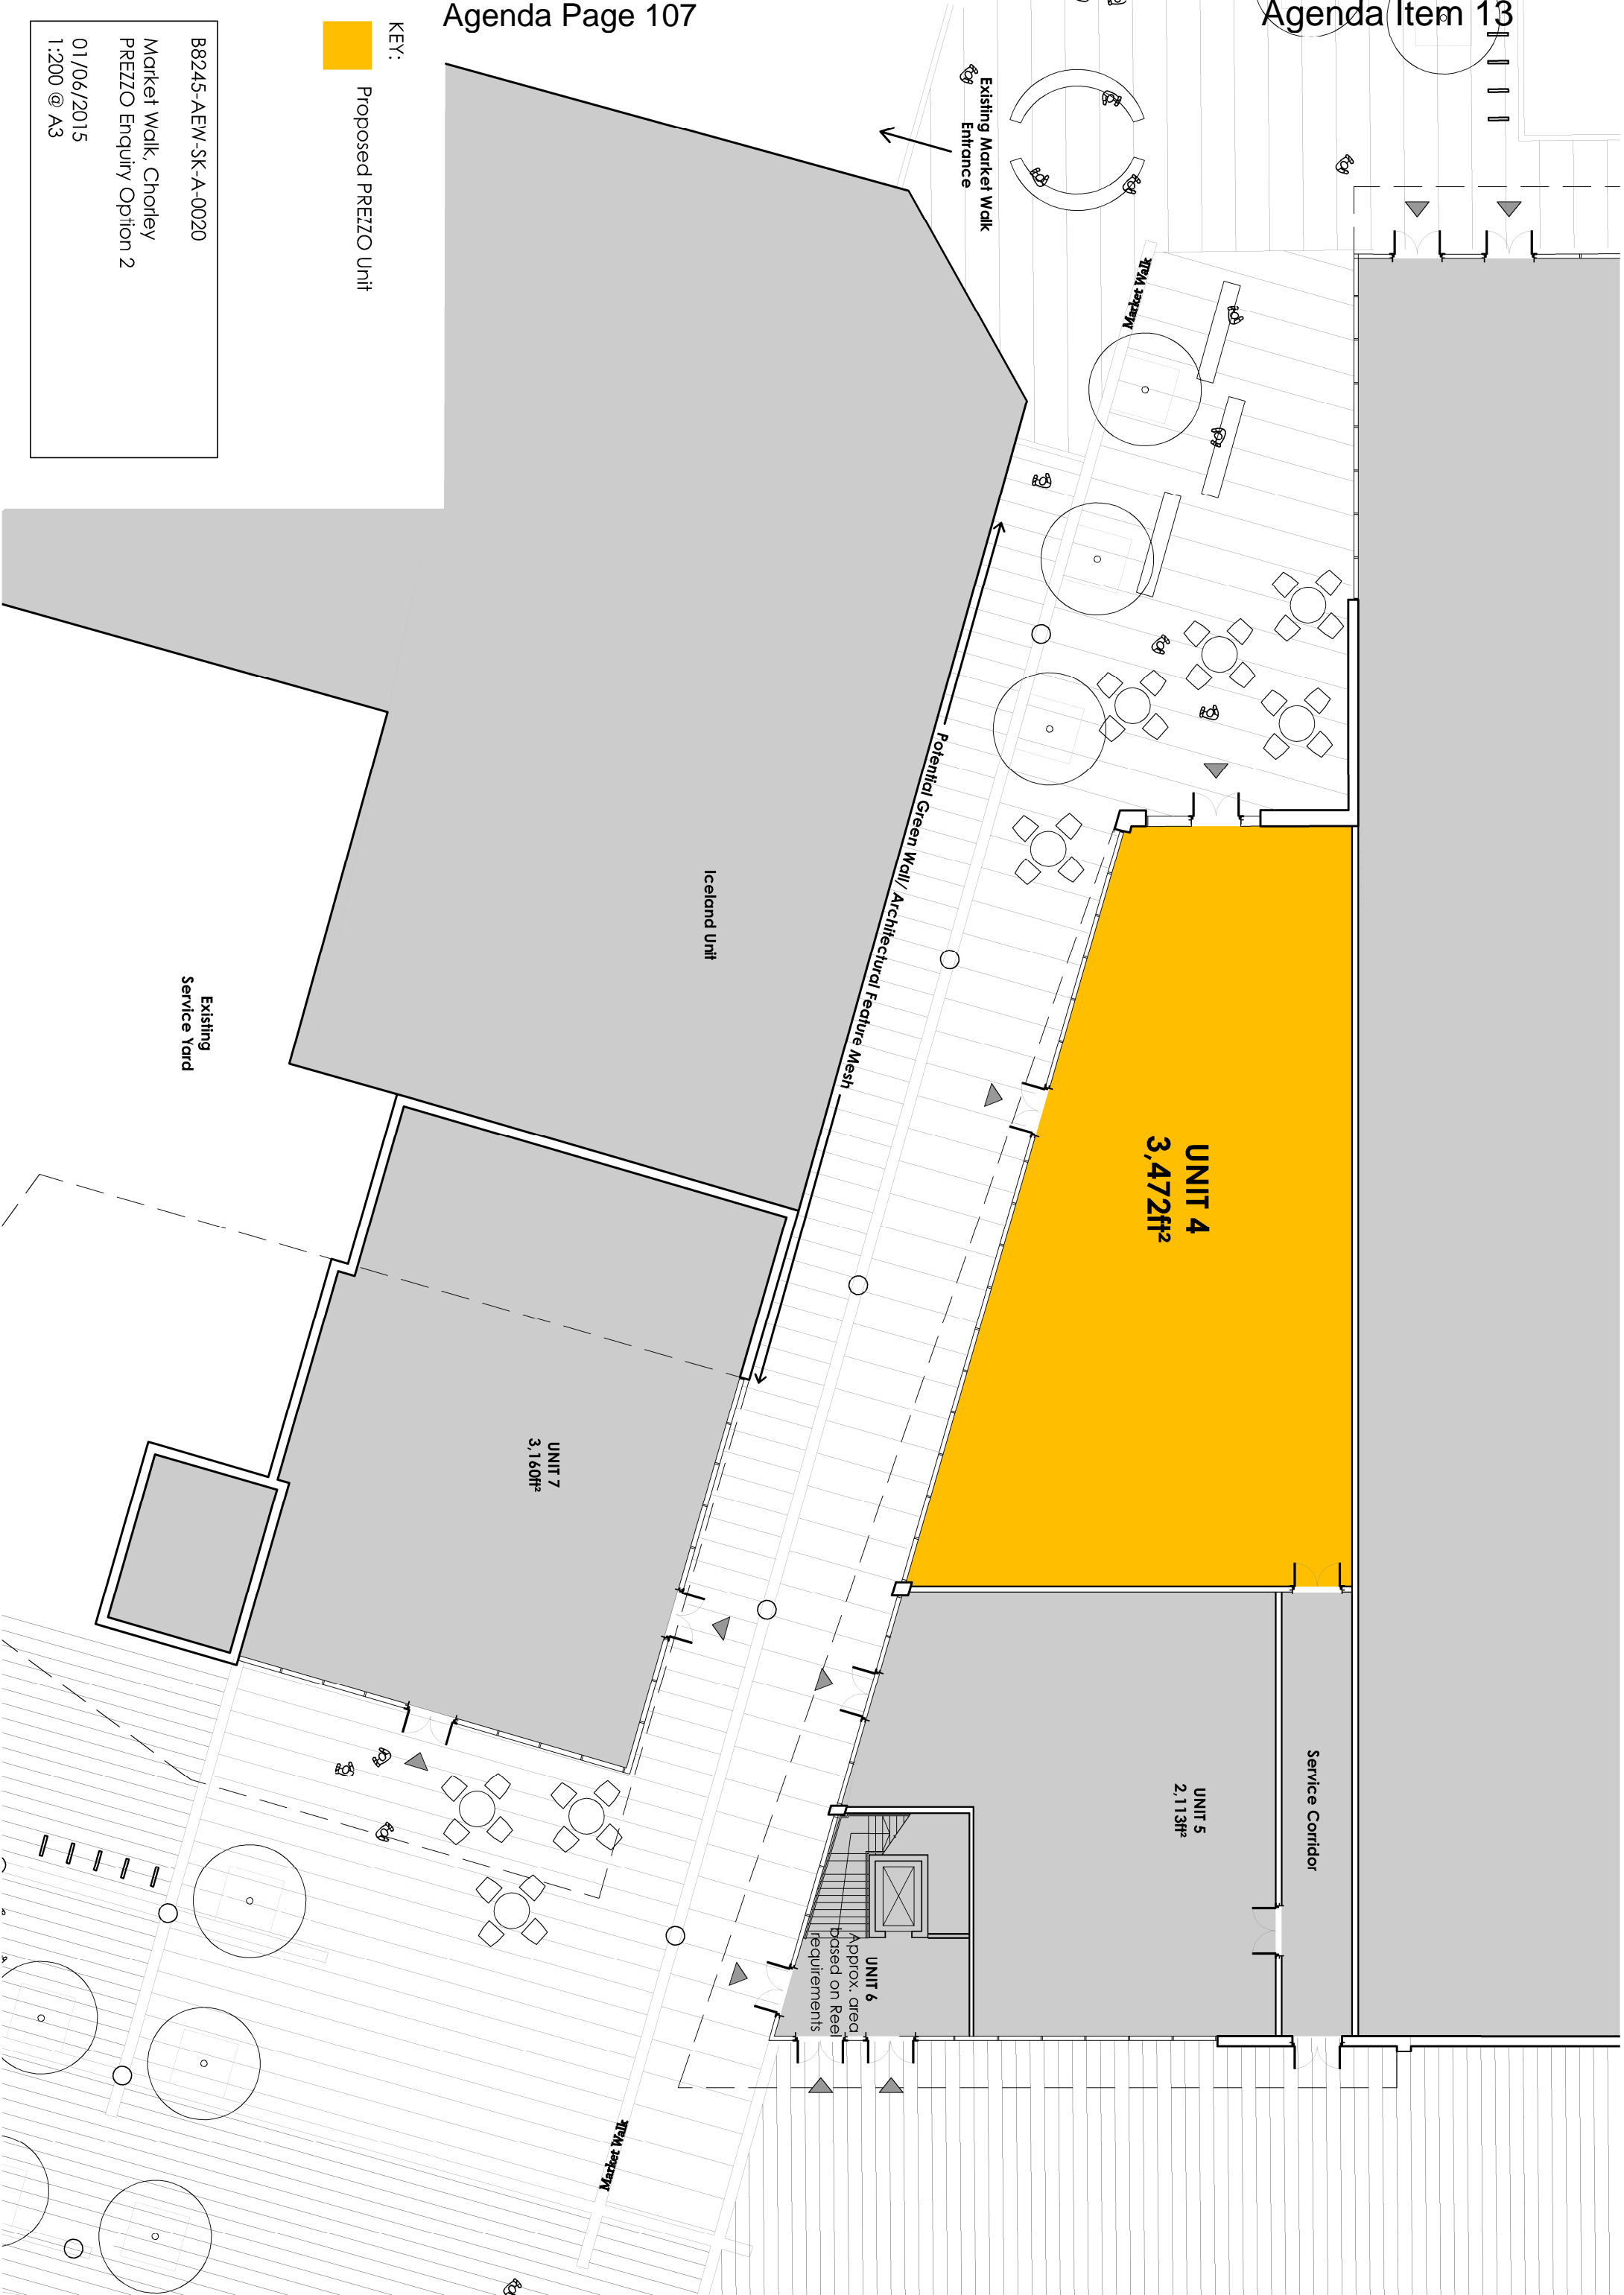 Agenda Page 107
Agenda Item 13
KEY:
Proposed PREZZO Unit
B8245-AEW-SK-A-0020
Market Walk, Chorley
PREZZO Enquiry Option 2
01/06/2015
1:200 @ A3
Existing Market Walk
Entrance
Market Walk
Potential Green Wall/ Architectural Feature Mesh
Iceland Unit
Existing
Service Yard
UNIT 4
3,472ft²
UNIT 7
3,160ft²
UNIT 5
2,113ft²
Service Corridor
UNIT 6
Approx. area
based on Reel
requirements
Market Walk